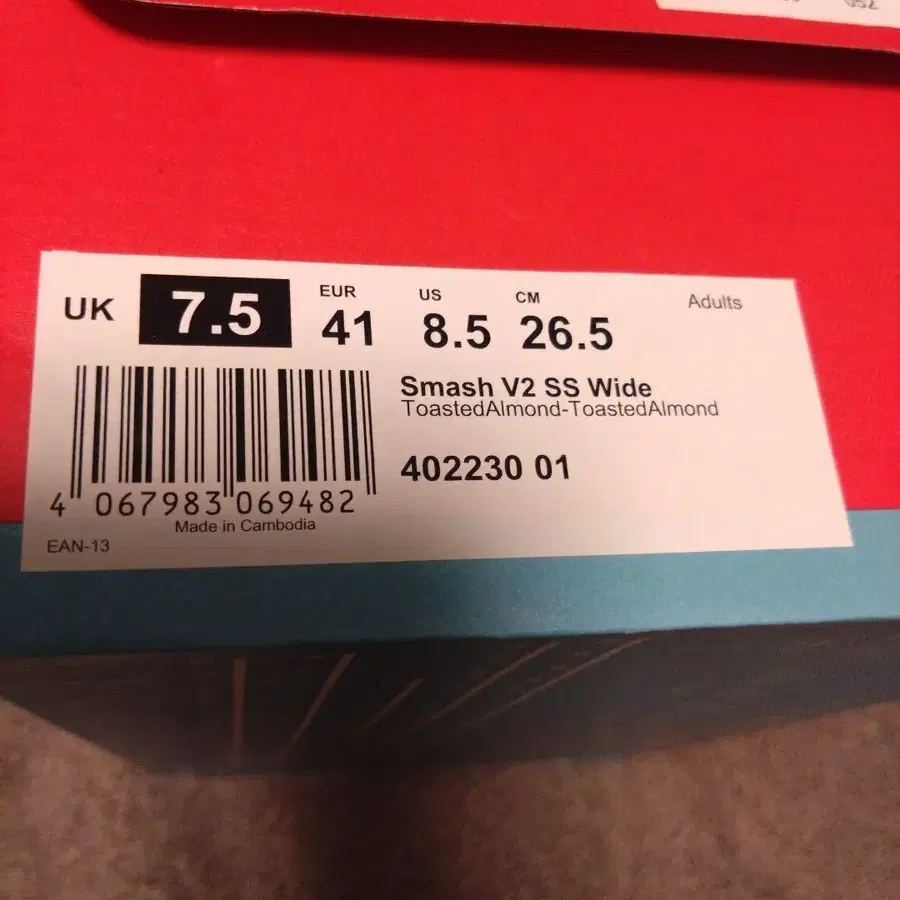 052
UK 7.5 EUR 41 US 8.5 CM 26.5 Adults
Smash V2 SS Wide
ToastedAlmond-ToastedAlmond
402230 01
4 067983 069482
Made in Cambodia
EAN-13